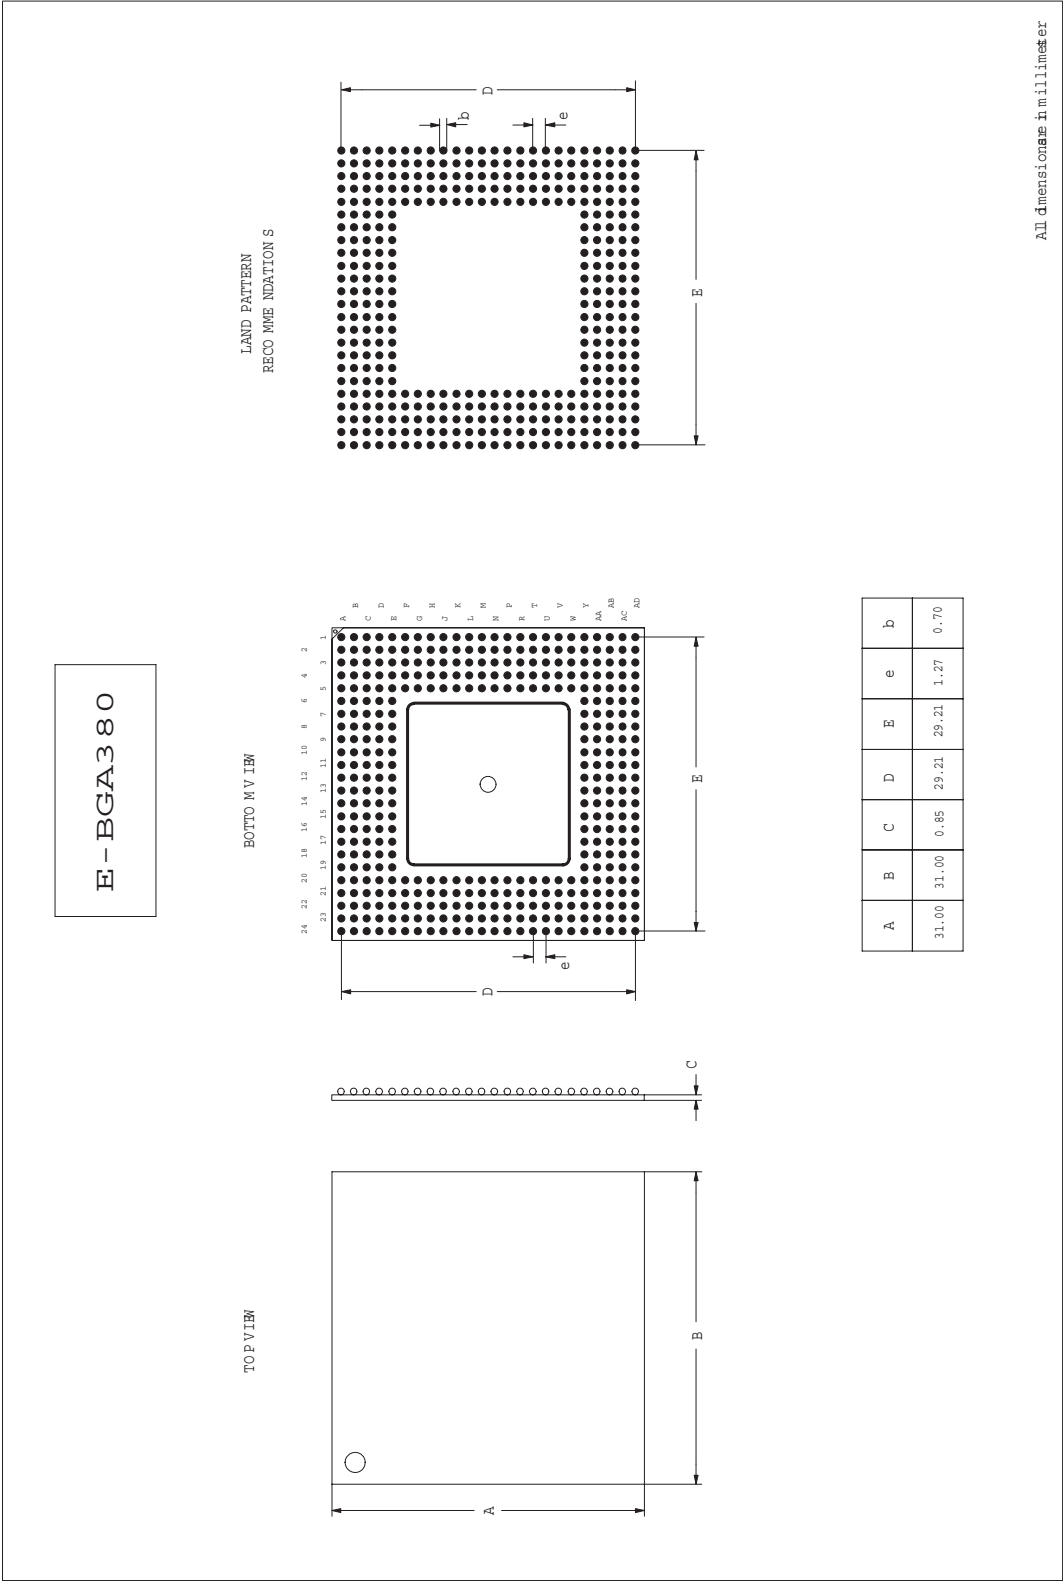 E-BGA380
TOP VIEW
BOTTOM VIEW
LAND PATTERN
RECOMMENDATIONS
24 22 20 18 16 14 12 10 8 6 4 2
23 21 19 17 15 13 11 9 7 5 3 1
A
B
C
D
E
F
G
H
J
K
L
M
N
P
R
T
U
V
W
Y
AA
AB
AC
AD
A
D
e
b
D
e
B
C
E
E
A B C D E e b
31.00 31.00 0.85 29.21 29.21 1.27 0.70
All dimensions are in millimeter